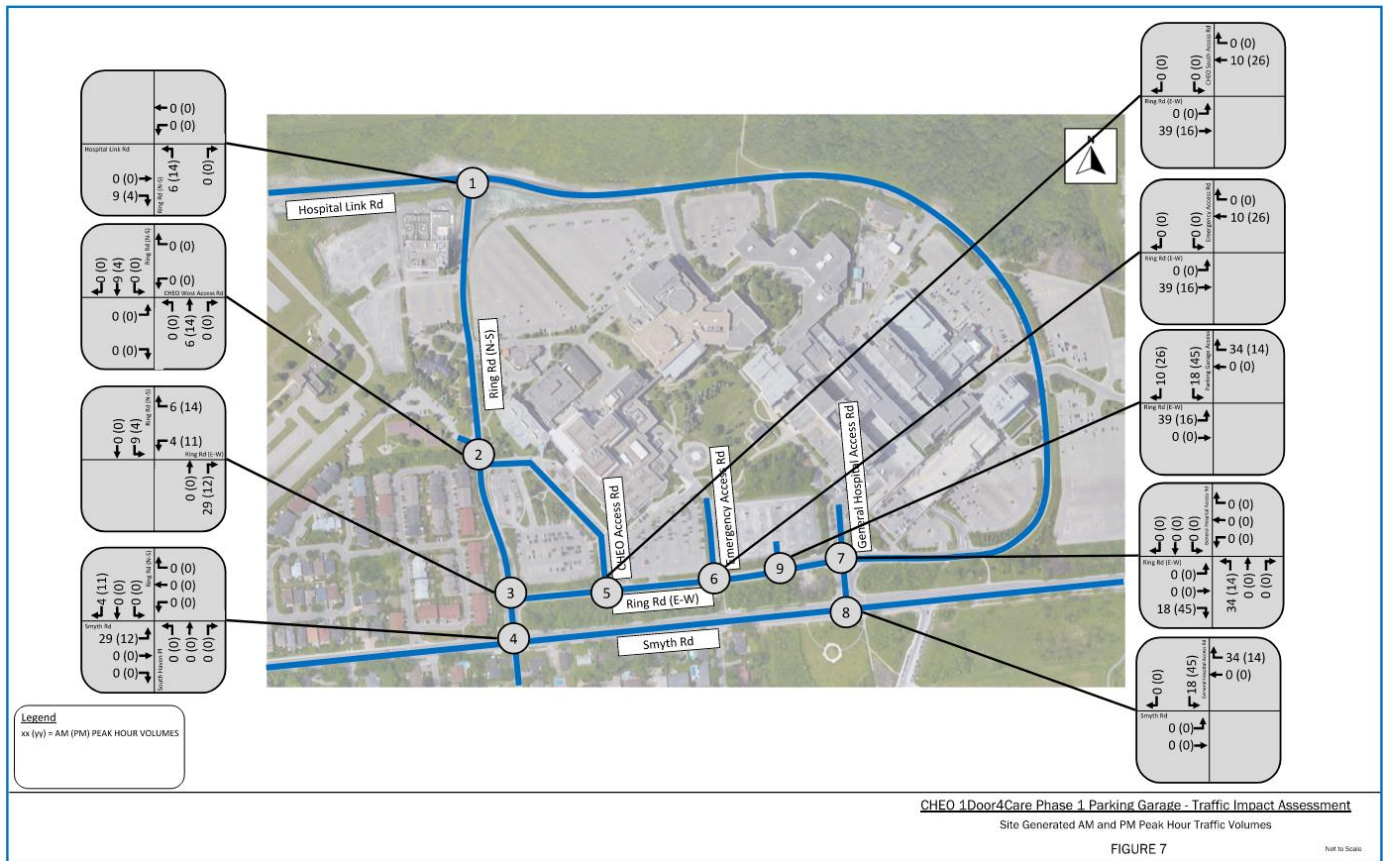 0 (0)
0 (0)
Hospital Link Rd
6 (14)
0 (0)
0 (0)
9 (4)
Ring Rd (N-S)
0 (0)
9 (4)
0 (0)
Ring Rd (N-S)
0 (0)
0 (0)
CHEO West Access Rd
0 (0)
0 (0)
0 (0)
6 (14)
0 (0)
0 (0)
9 (4)
Ring Rd (N-S)
6 (14)
4 (11)
Ring Rd (E-W)
0 (0)
29 (12)
4 (11)
0 (0)
0 (0)
Ring Rd (N-S)
0 (0)
0 (0)
0 (0)
Smyth Rd
29 (12)
0 (0)
0 (0)
South Haven Pl
0 (0)
0 (0)
0 (0)
Legend
xx (yy) = AM (PM) PEAK HOUR VOLUMES
N
1
Hospital Link Rd
Ring Rd (N-S)
2
CHEO Access Rd
Emergency Access Rd
General Hospital Access Rd
3
5
6
9
7
Ring Rd (E-W)
4
Smyth Rd
8
0 (0)
0 (0)
CHEO South Access Rd
0 (0)
10 (26)
Ring Rd (E-W)
0 (0)
39 (16)
0 (0)
0 (0)
Emergency Access Rd
0 (0)
10 (26)
Ring Rd (E-W)
0 (0)
39 (16)
10 (26)
18 (45)
Parking Garage Access
34 (14)
0 (0)
Ring Rd (E-W)
39 (16)
0 (0)
0 (0)
0 (0)
0 (0)
General Hospital Access Rd
0 (0)
0 (0)
0 (0)
Ring Rd (E-W)
0 (0)
0 (0)
18 (45)
34 (14)
0 (0)
0 (0)
0 (0)
18 (45)
General Hospital Access Rd
34 (14)
0 (0)
Smyth Rd
0 (0)
0 (0)
CHEO 1Door4Care Phase 1 Parking Garage - Traffic Impact Assessment
Site Generated AM and PM Peak Hour Traffic Volumes
FIGURE 7
Not to Scale